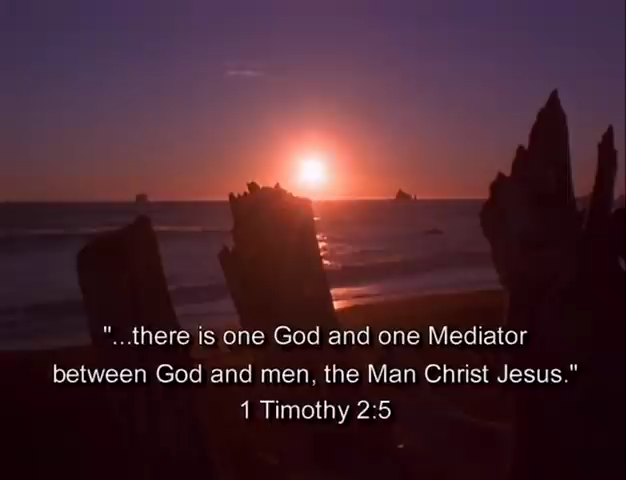 "...there is one God and one Mediator
between God and men, the Man Christ Jesus."
1 Timothy 2:5